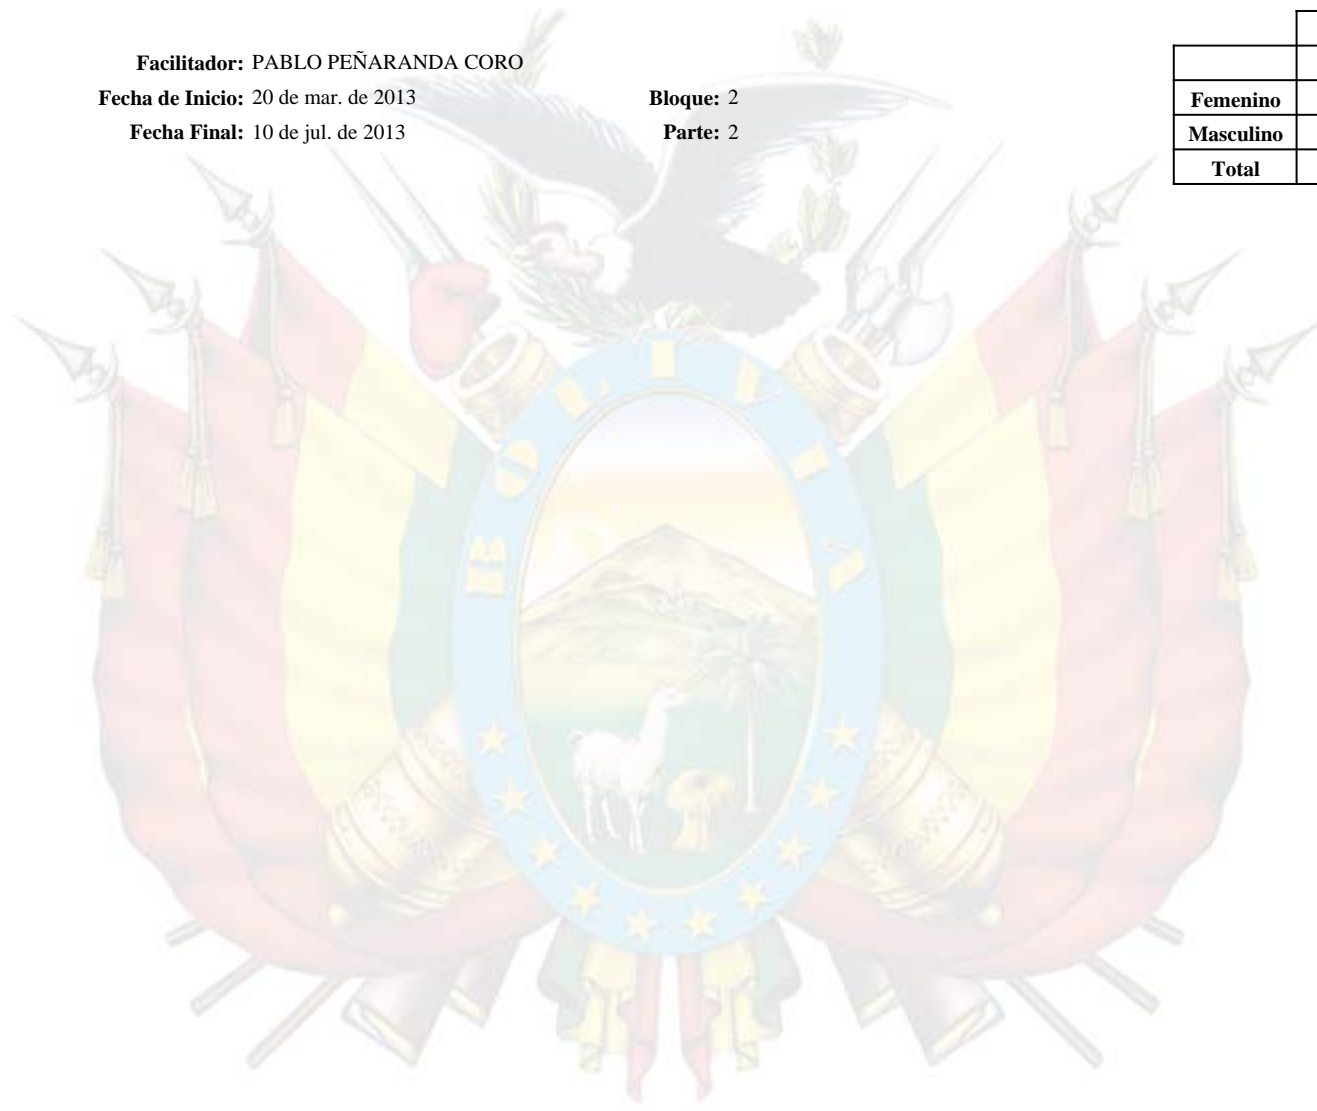 Facilitador: PABLO PEÑARANDA CORO
Fecha de Inicio: 20 de mar. de 2013 Bloque: 2
Fecha Final: 10 de jul. de 2013 Parte: 2
Femenino
Masculino
Total
BOLIVIA